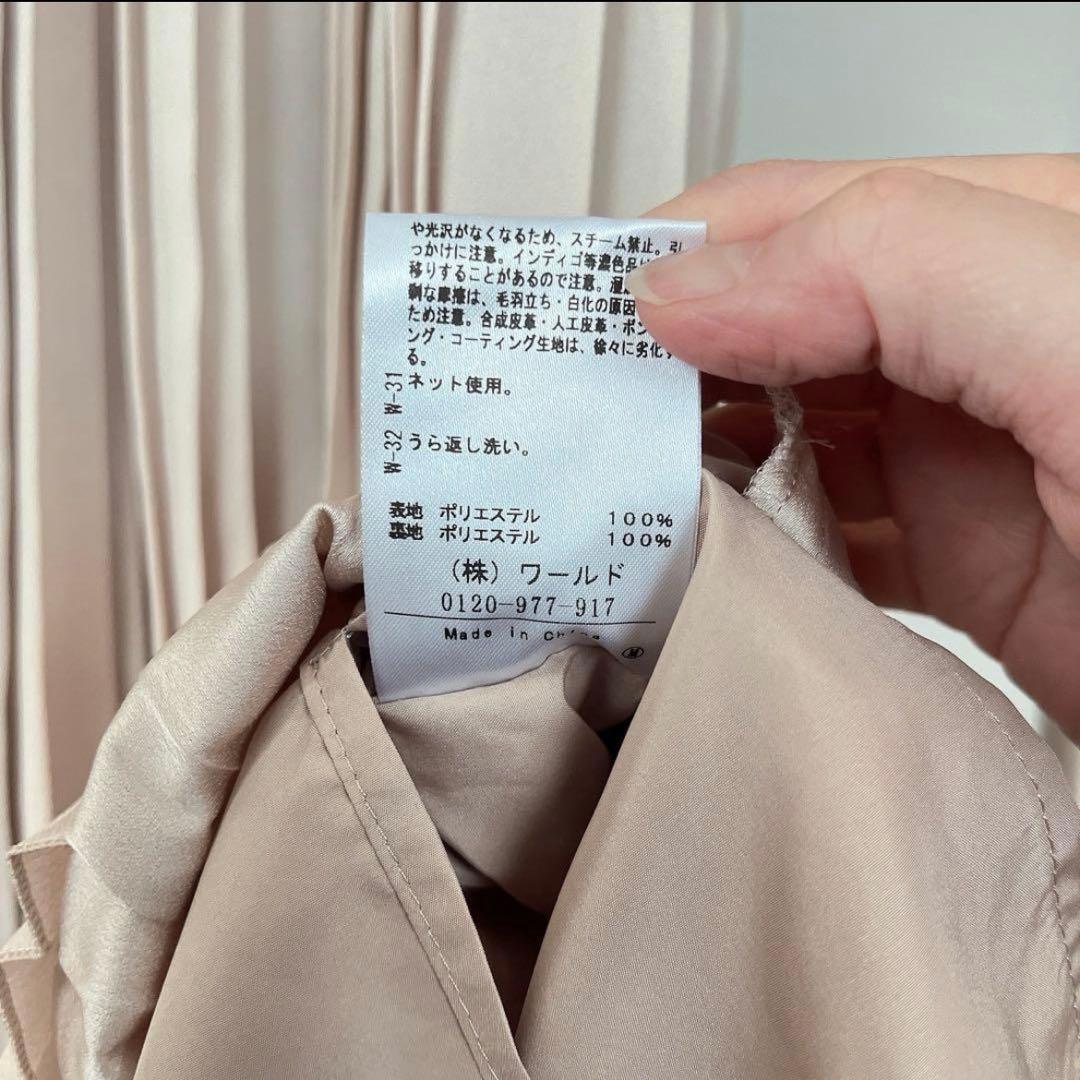 や光沢がなくなるため、スチーム禁止。引
っかけに注意。インディゴ等濃色品
移りすることがあるので注意。湿
な摩擦は、毛羽立ち・白化の原因
ため注意。合成皮革・人工皮革・ボン
ング・コーティング生地は、徐々に劣化す
る。
W-31 ネット使用。
W-32 うら返し洗い。
表地 ポリエステル 100%
裏地 ポリエステル 100%
(株) ワールド
0120-977-917
Made in China
M